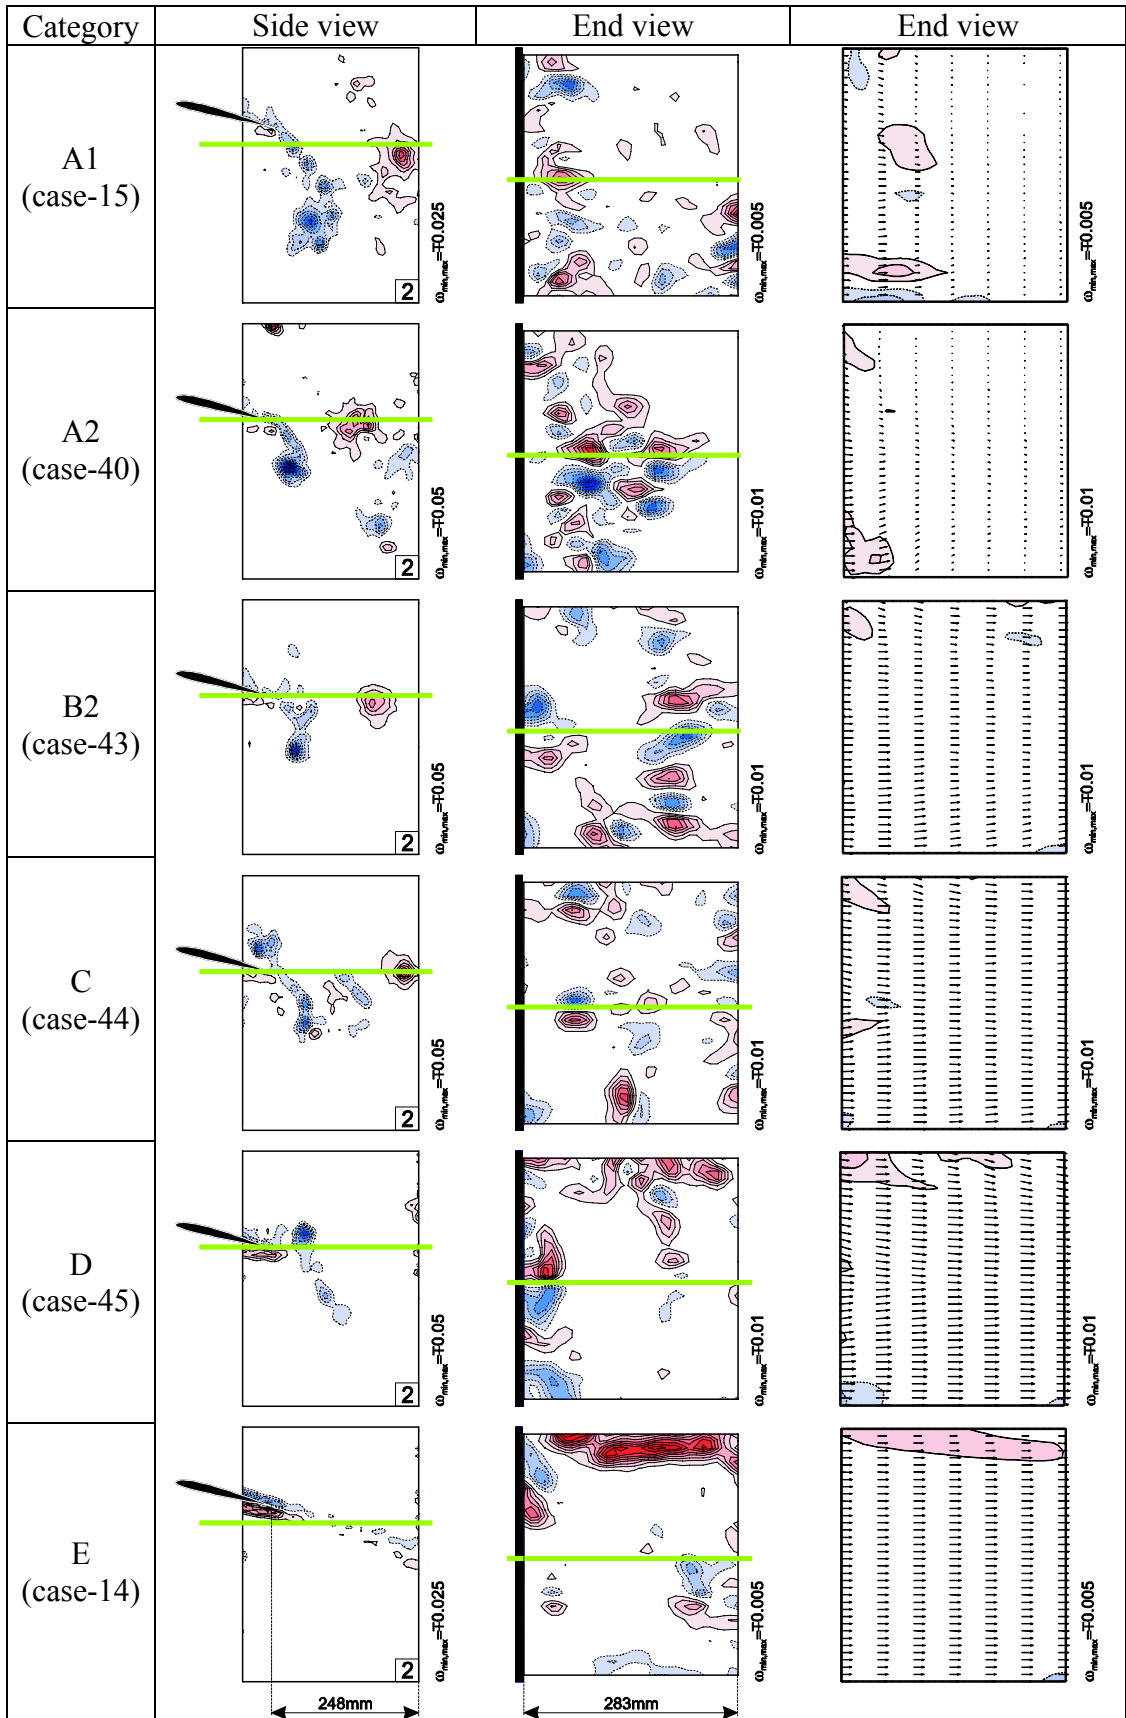 Category Side view End view End view
A1
(case-15)
2
ω_min,max=∓0.025
ω_min,max=∓0.005
ω_min,max=∓0.005
A2
(case-40)
2
ω_min,max=∓0.05
ω_min,max=∓0.01
ω_min,max=∓0.01
B2
(case-43)
2
ω_min,max=∓0.05
ω_min,max=∓0.01
ω_min,max=∓0.01
C
(case-44)
2
ω_min,max=∓0.05
ω_min,max=∓0.01
ω_min,max=∓0.01
D
(case-45)
2
ω_min,max=∓0.05
ω_min,max=∓0.01
ω_min,max=∓0.01
E
(case-14)
2
ω_min,max=∓0.025
ω_min,max=∓0.005
ω_min,max=∓0.005
248mm
283mm